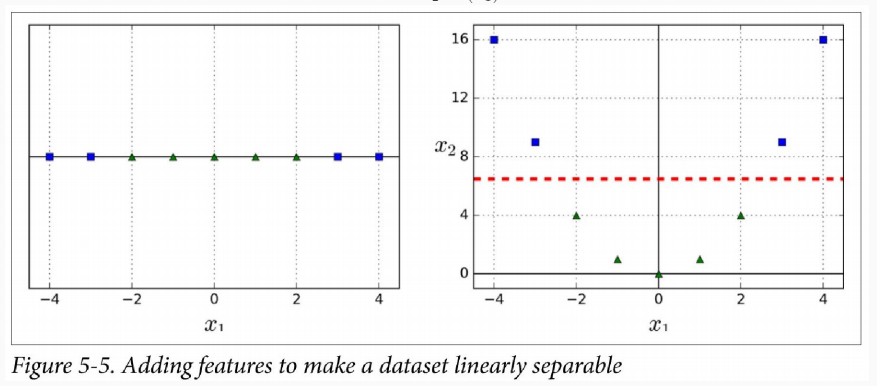 16
12
x₂ 8
4
0
−4 −2 0 2 4
x₁
−4 −2 0 2 4
x₁
Figure 5-5. Adding features to make a dataset linearly separable